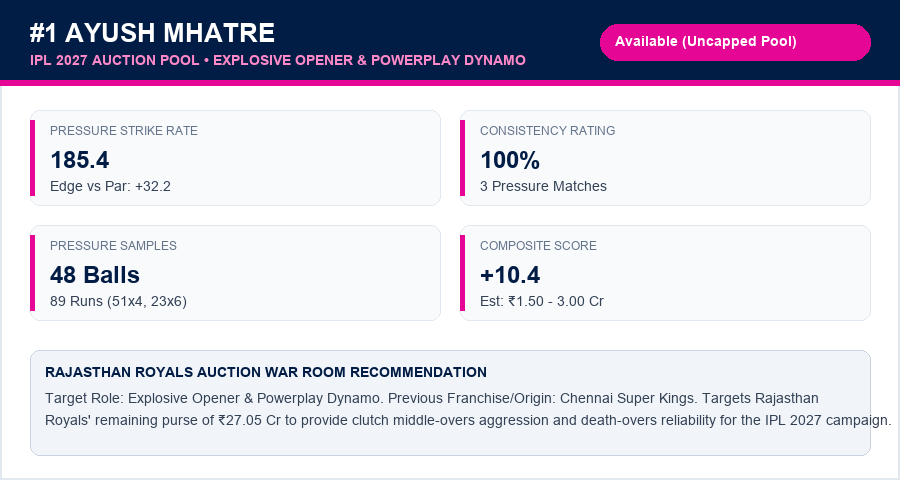 #1 AYUSH MHATRE
IPL 2027 AUCTION POOL • EXPLOSIVE OPENER & POWERPLAY DYNAMO
Available (Uncapped Pool)
PRESSURE STRIKE RATE
185.4
Edge vs Par: +32.2
CONSISTENCY RATING
100%
3 Pressure Matches
PRESSURE SAMPLES
48 Balls
89 Runs (51x4, 23x6)
COMPOSITE SCORE
+10.4
Est: ₹1.50 - 3.00 Cr
RAJASTHAN ROYALS AUCTION WAR ROOM RECOMMENDATION
Target Role: Explosive Opener & Powerplay Dynamo. Previous Franchise/Origin: Chennai Super Kings. Targets Rajasthan
Royals' remaining purse of ₹27.05 Cr to provide clutch middle-overs aggression and death-overs reliability for the IPL 2027 campaign.